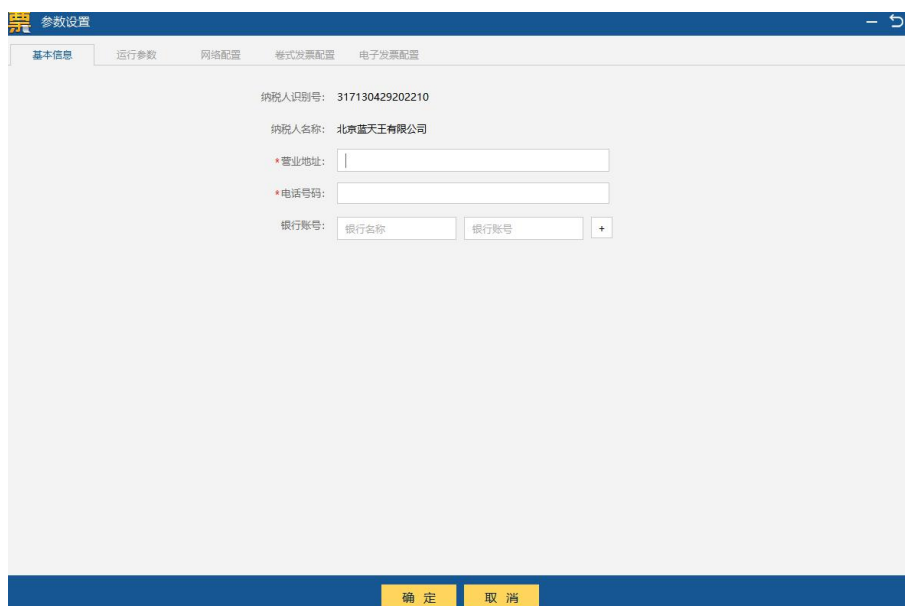 票 参数设置
基本信息 运行参数 网络配置 卷式发票配置 电子发票配置
纳税人识别号: 317130429202210
纳税人名称: 北京蓝天王有限公司
*营业地址:
*电话号码:
银行账号: 银行名称 银行账号 +
确 定 取 消